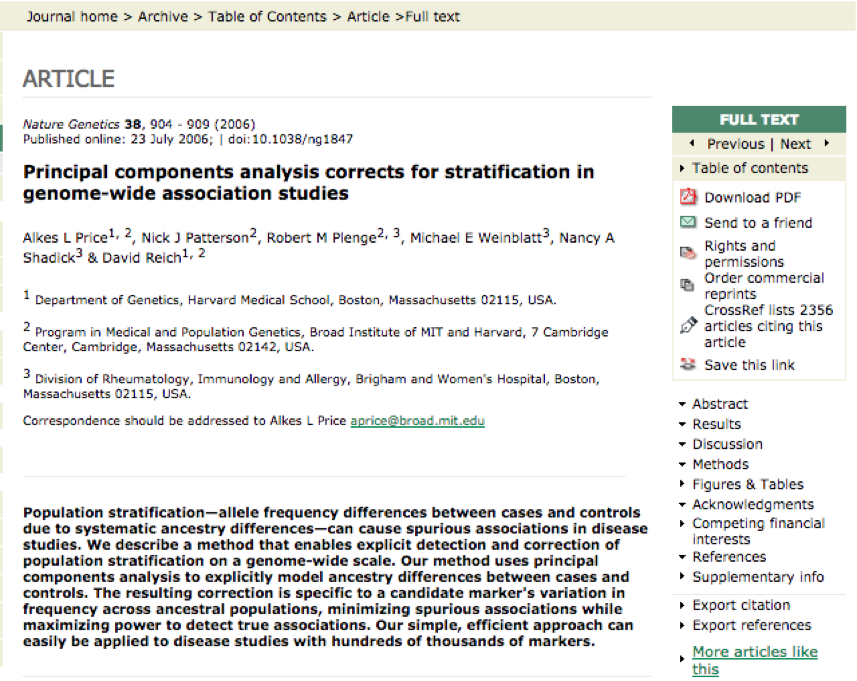 Journal home > Archive > Table of Contents > Article >Full text
ARTICLE
Nature Genetics 38, 904 - 909 (2006)
Published online: 23 July 2006; | doi:10.1038/ng1847
Principal components analysis corrects for stratification in
genome-wide association studies
Alkes L Price1, 2, Nick J Patterson2, Robert M Plenge2, 3, Michael E Weinblatt3, Nancy A
Shadick3 & David Reich1, 2
1 Department of Genetics, Harvard Medical School, Boston, Massachusetts 02115, USA.
2 Program in Medical and Population Genetics, Broad Institute of MIT and Harvard, 7 Cambridge
Center, Cambridge, Massachusetts 02142, USA.
3 Division of Rheumatology, Immunology and Allergy, Brigham and Women's Hospital, Boston,
Massachusetts 02115, USA.
Correspondence should be addressed to Alkes L Price aprice@broad.mit.edu
Population stratification—allele frequency differences between cases and controls
due to systematic ancestry differences—can cause spurious associations in disease
studies. We describe a method that enables explicit detection and correction of
population stratification on a genome-wide scale. Our method uses principal
components analysis to explicitly model ancestry differences between cases and
controls. The resulting correction is specific to a candidate marker's variation in
frequency across ancestral populations, minimizing spurious associations while
maximizing power to detect true associations. Our simple, efficient approach can
easily be applied to disease studies with hundreds of thousands of markers.
FULL TEXT
Previous | Next
Table of contents
Download PDF
Send to a friend
Rights and
permissions
Order commercial
reprints
CrossRef lists 2356
articles citing this
article
Save this link
Abstract
Results
Discussion
Methods
Figures & Tables
Acknowledgments
Competing financial
interests
References
Supplementary info
Export citation
Export references
More articles like
this